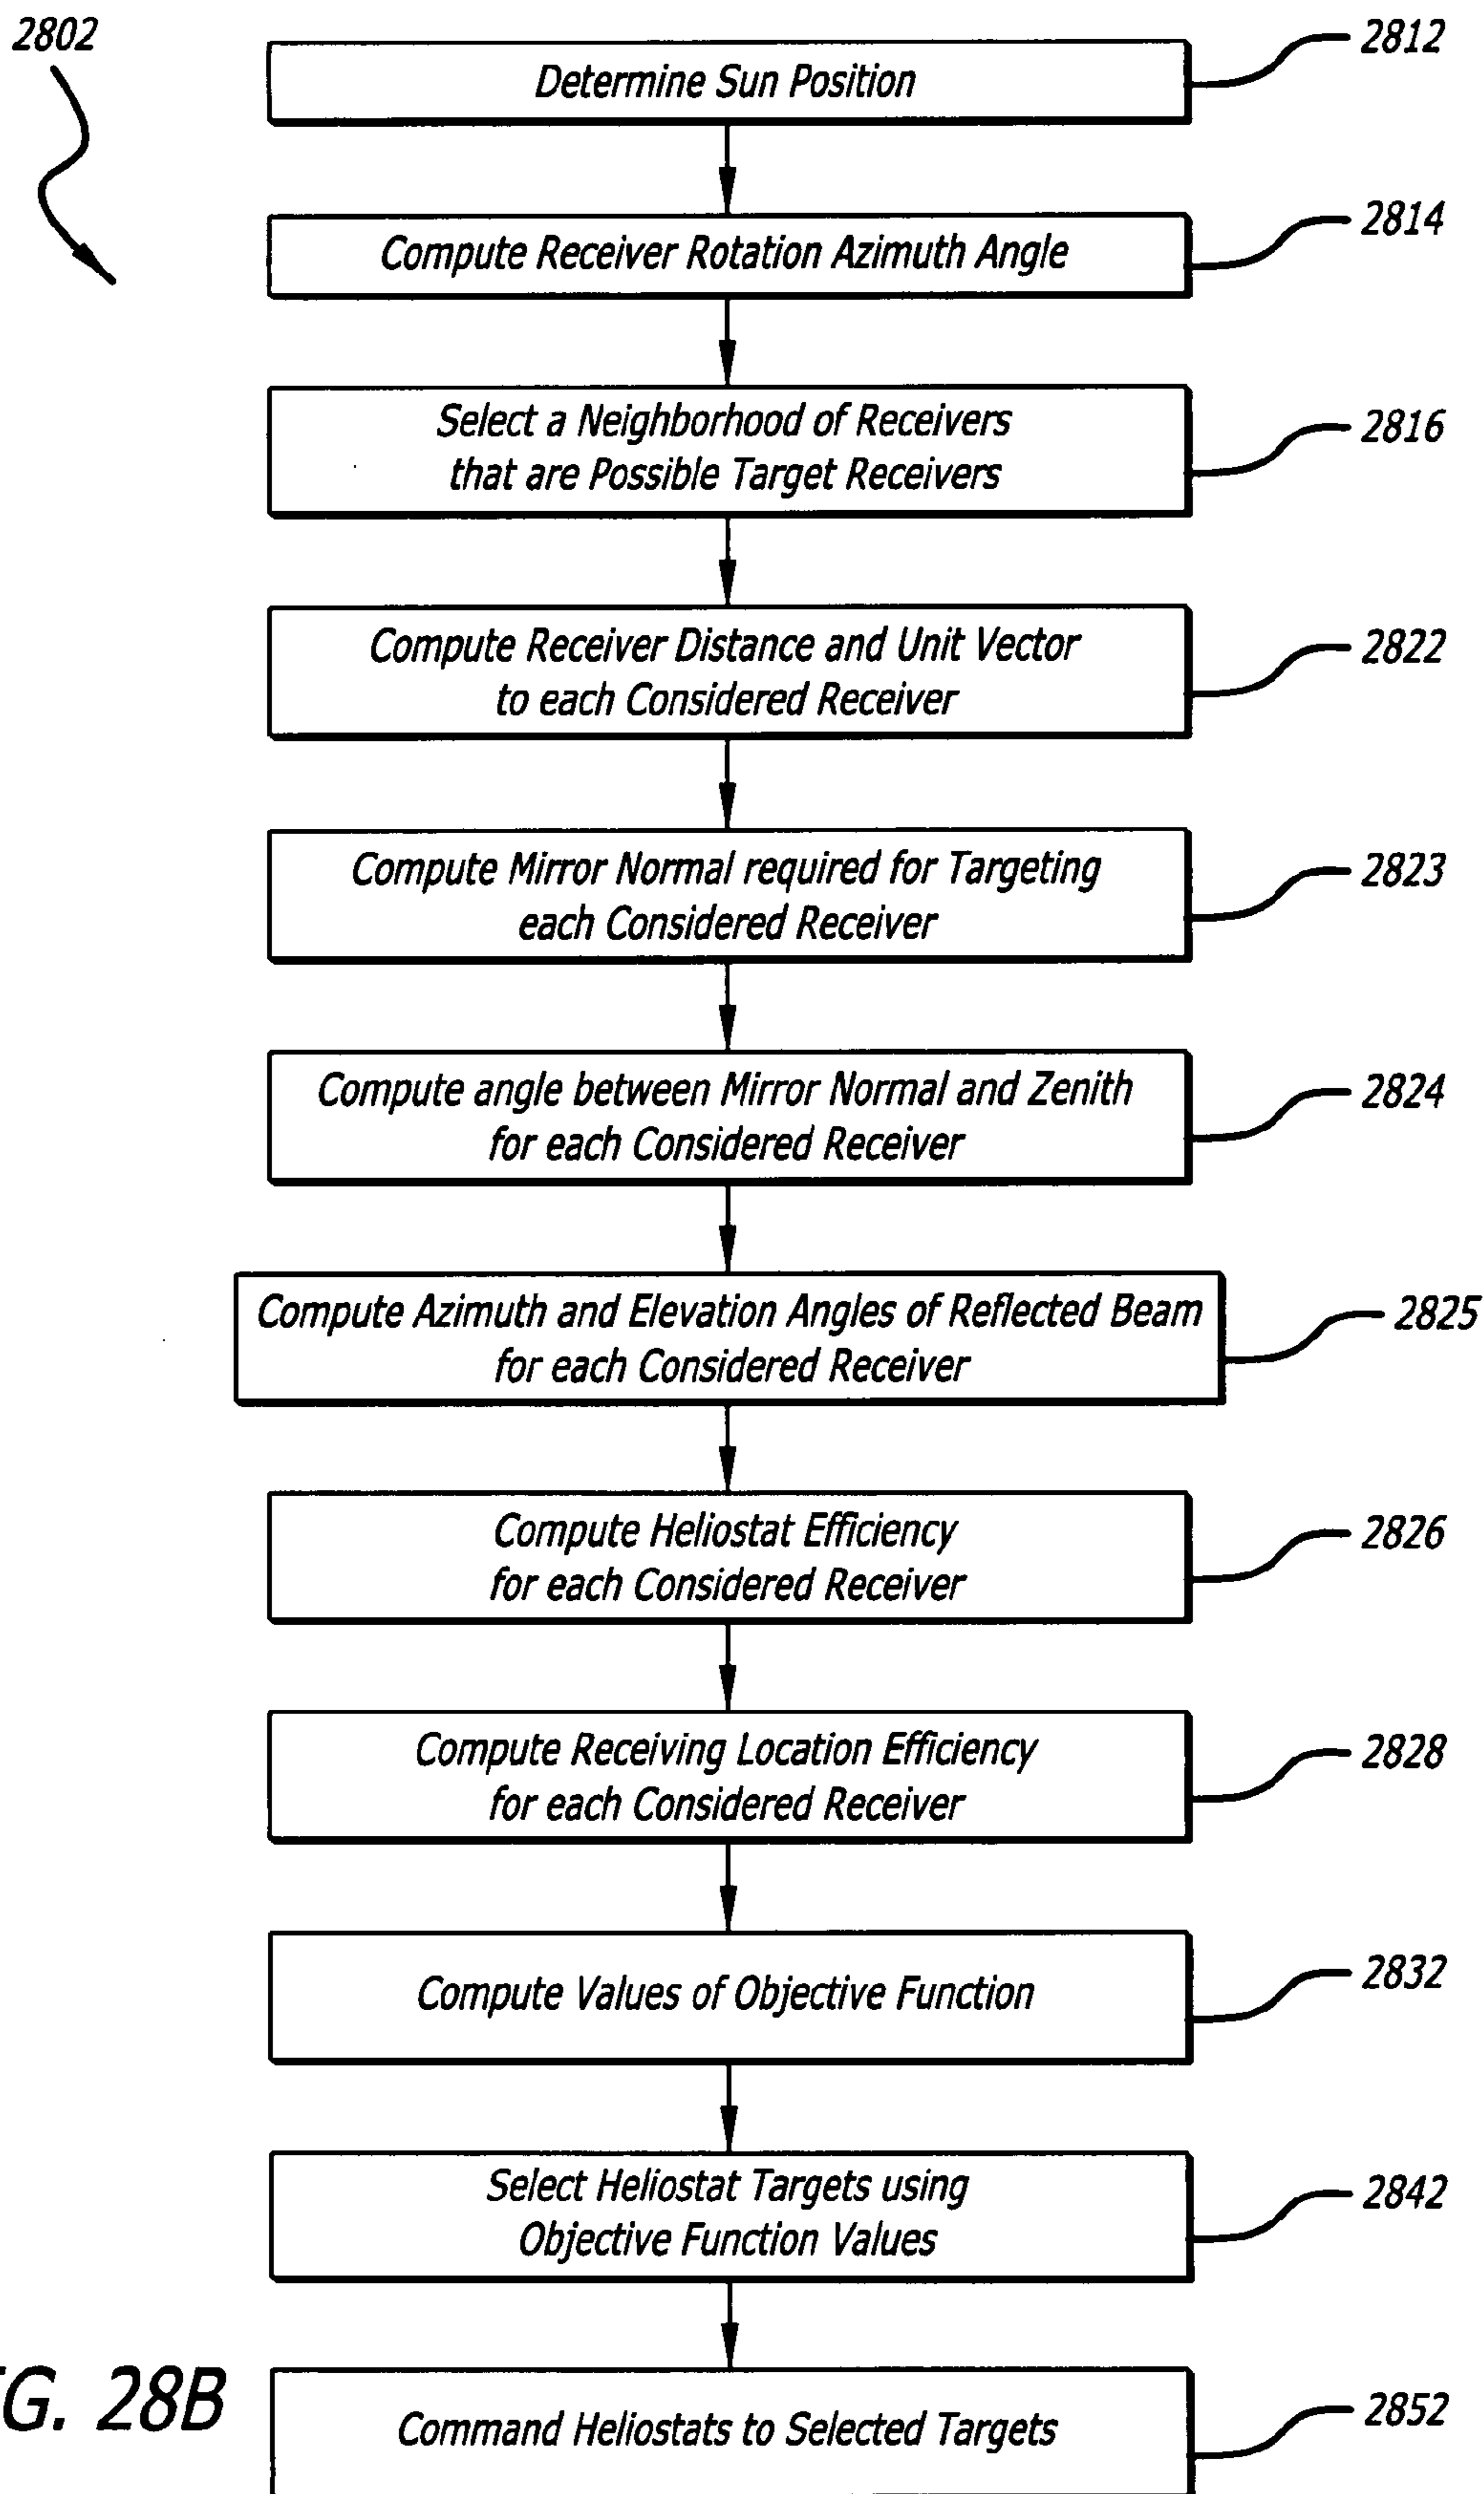 2802
Determine Sun Position
2812
Compute Receiver Rotation Azimuth Angle
2814
Select a Neighborhood of Receivers
that are Possible Target Receivers
2816
Compute Receiver Distance and Unit Vector
to each Considered Receiver
2822
Compute Mirror Normal required for Targeting
each Considered Receiver
2823
Compute angle between Mirror Normal and Zenith
for each Considered Receiver
2824
Compute Azimuth and Elevation Angles of Reflected Beam
for each Considered Receiver
2825
Compute Heliostat Efficiency
for each Considered Receiver
2826
Compute Receiving Location Efficiency
for each Considered Receiver
2828
Compute Values of Objective Function
2832
Select Heliostat Targets using
Objective Function Values
2842
Command Heliostats to Selected Targets
2852
G. 28B